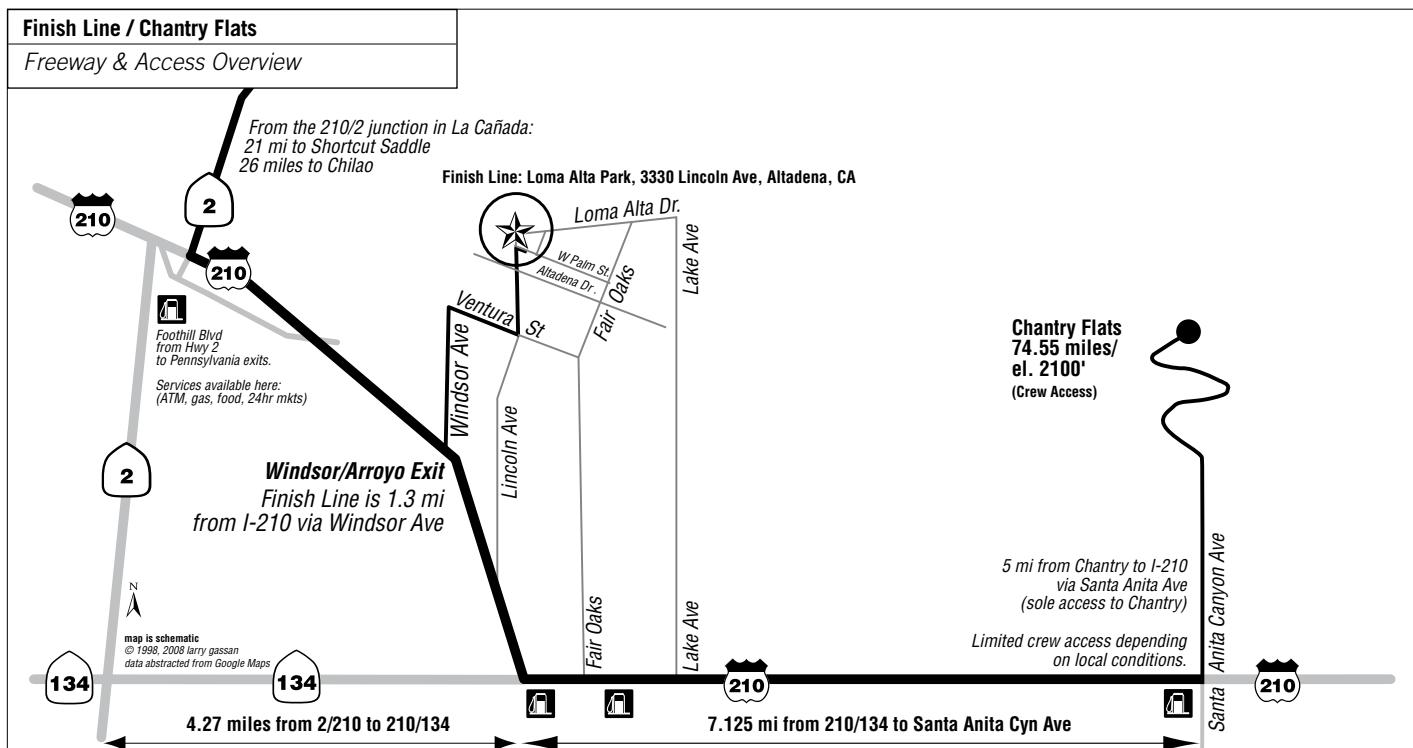 Finish Line / Chantry Flats
Freeway & Access Overview
From the 210/2 junction in La Cañada:
21 mi to Shortcut Saddle
26 miles to Chilao
Finish Line: Loma Alta Park, 3330 Lincoln Ave, Altadena, CA
210
2
210
Loma Alta Dr.
W Palm St.
Altadena Dr.
Fair Oaks
Lake Ave
Ventura St
Windsor Ave
Lincoln Ave
Foothill Blvd
from Hwy 2
to Pennsylvania exits.
Services available here:
(ATM, gas, food, 24hr mkts)
Chantry Flats
74.55 miles/
el. 2100'
(Crew Access)
2
Windsor/Arroyo Exit
Finish Line is 1.3 mi
from I-210 via Windsor Ave
5 mi from Chantry to I-210
via Santa Anita Ave
(sole access to Chantry)
Limited crew access depending
on local conditions.
Santa Anita Canyon Ave
N
map is schematic
© 1998, 2008 larry gassan
data abstracted from Google Maps
Fair Oaks
Lake Ave
134
134
210
210
4.27 miles from 2/210 to 210/134
7.125 mi from 210/134 to Santa Anita Cyn Ave